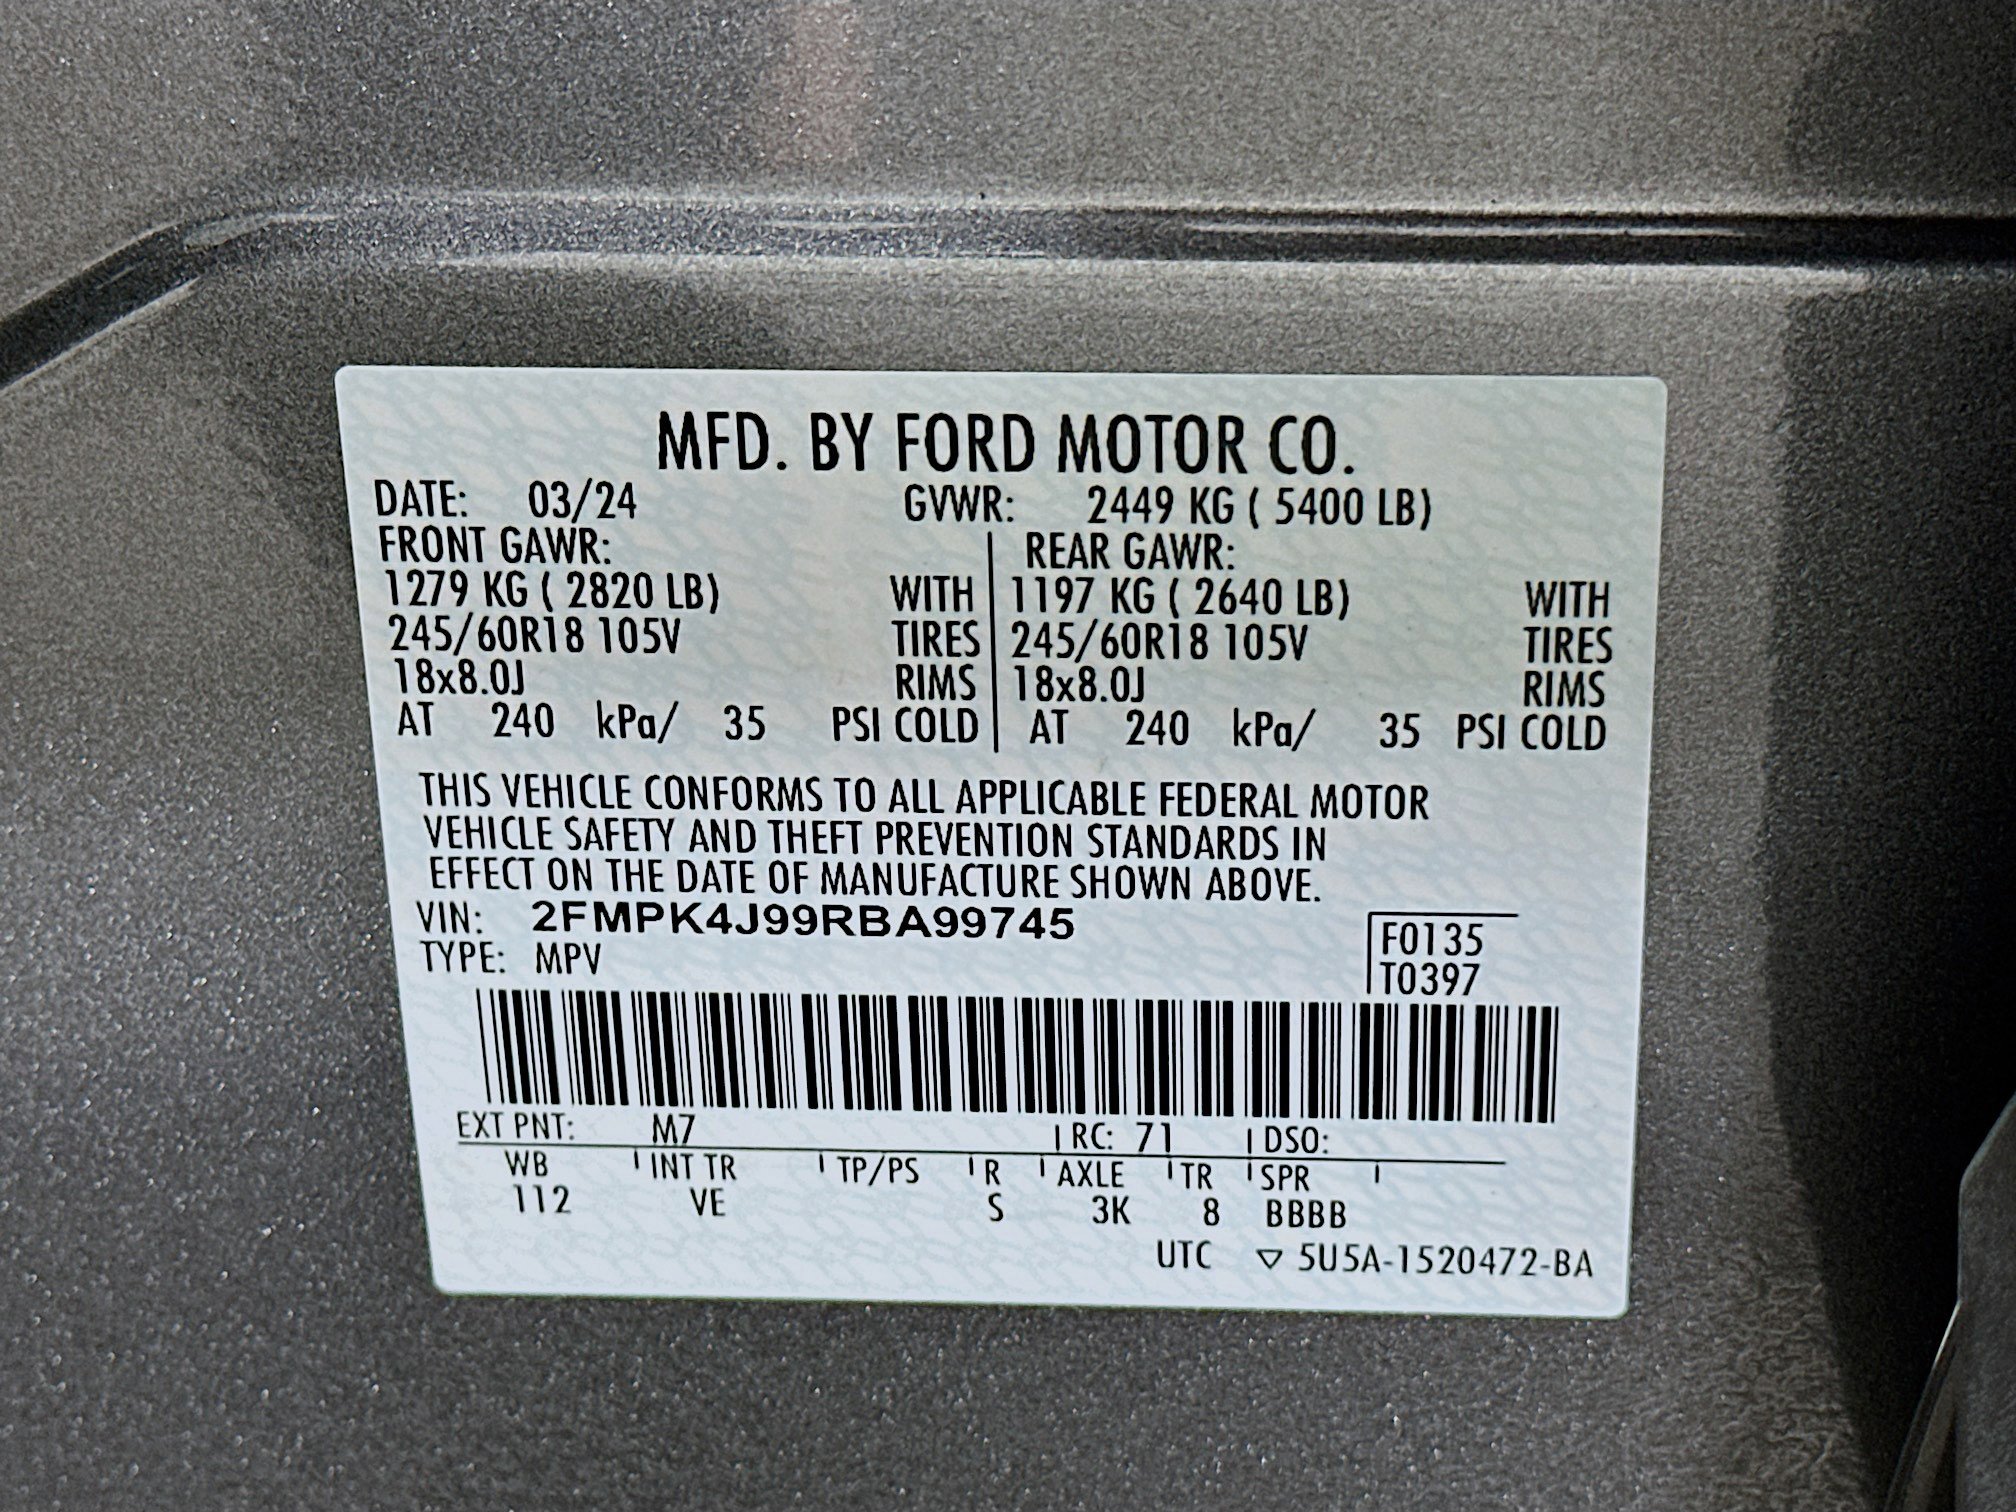 MFD. BY FORD MOTOR CO.
DATE: 03/24 GVWR: 2449 KG ( 5400 LB)
FRONT GAWR: REAR GAWR:
1279 KG ( 2820 LB) WITH 1197 KG ( 2640 LB) WITH
245/60R18 105V TIRES 245/60R18 105V TIRES
18x8.0J RIMS 18x8.0J RIMS
AT 240 kPa/ 35 PSI COLD AT 240 kPa/ 35 PSI COLD
THIS VEHICLE CONFORMS TO ALL APPLICABLE FEDERAL MOTOR
VEHICLE SAFETY AND THEFT PREVENTION STANDARDS IN
EFFECT ON THE DATE OF MANUFACTURE SHOWN ABOVE.
VIN: 2FMPK4J99RBA99745 F0135
TYPE: MPV T0397
EXT PNT: M7 RC: 71 DSO:
WB INT TR TP/PS R AXLE TR SPR
112 VE S 3K 8 BBBB
UTC ▽ 5U5A-1520472-BA